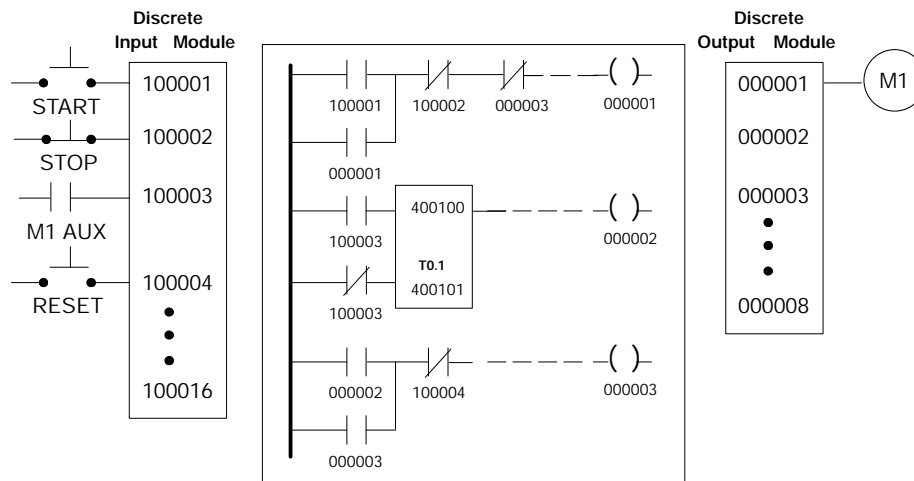 Discrete
Input Module
100001
START
100002
STOP
100003
M1 AUX
100004
RESET
100016
100001
100002
000003
000001
000001
100003
400100
000002
T0.1
400101
100003
000002
100004
000003
000003
Discrete
Output Module
000001
M1
000002
000003
000008